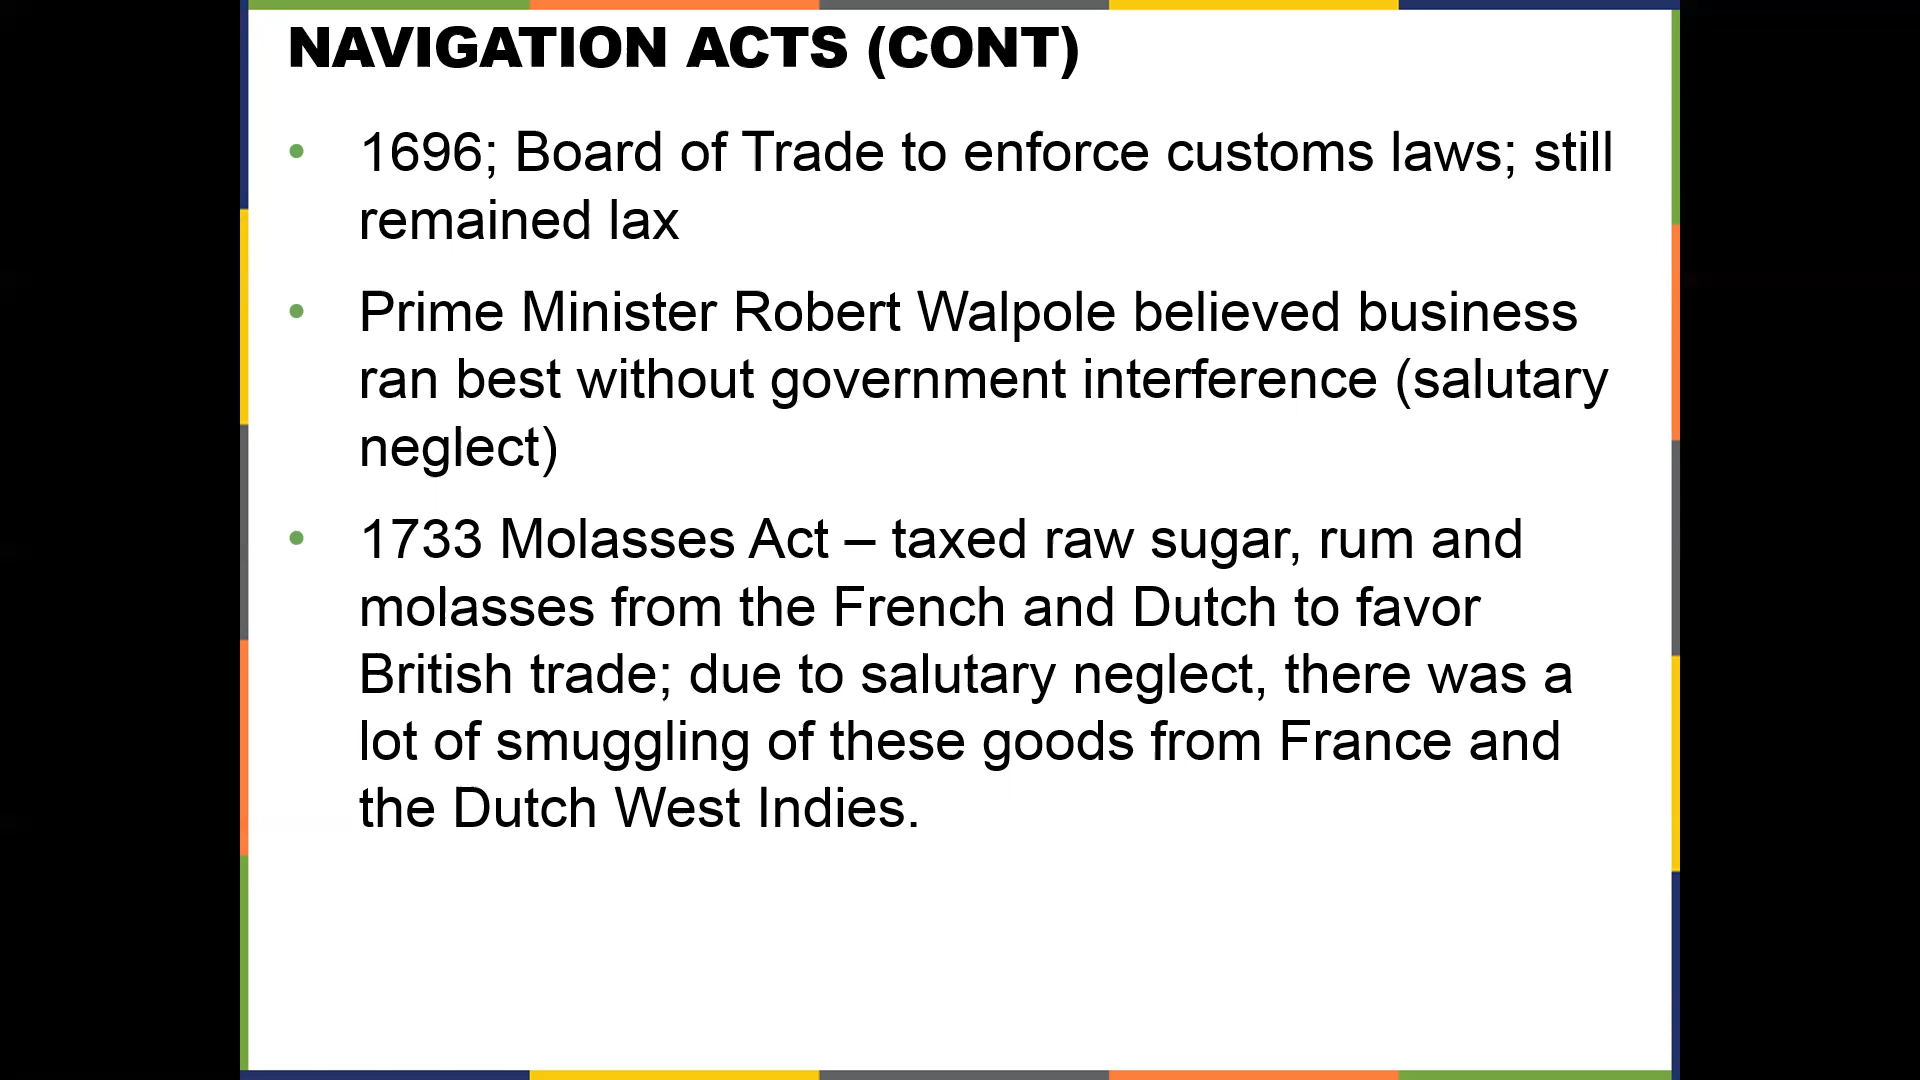 NAVIGATION ACTS (CONT)
• 1696; Board of Trade to enforce customs laws; still
remained lax
• Prime Minister Robert Walpole believed business
ran best without government interference (salutary
neglect)
• 1733 Molasses Act – taxed raw sugar, rum and
molasses from the French and Dutch to favor
British trade; due to salutary neglect, there was a
lot of smuggling of these goods from France and
the Dutch West Indies.